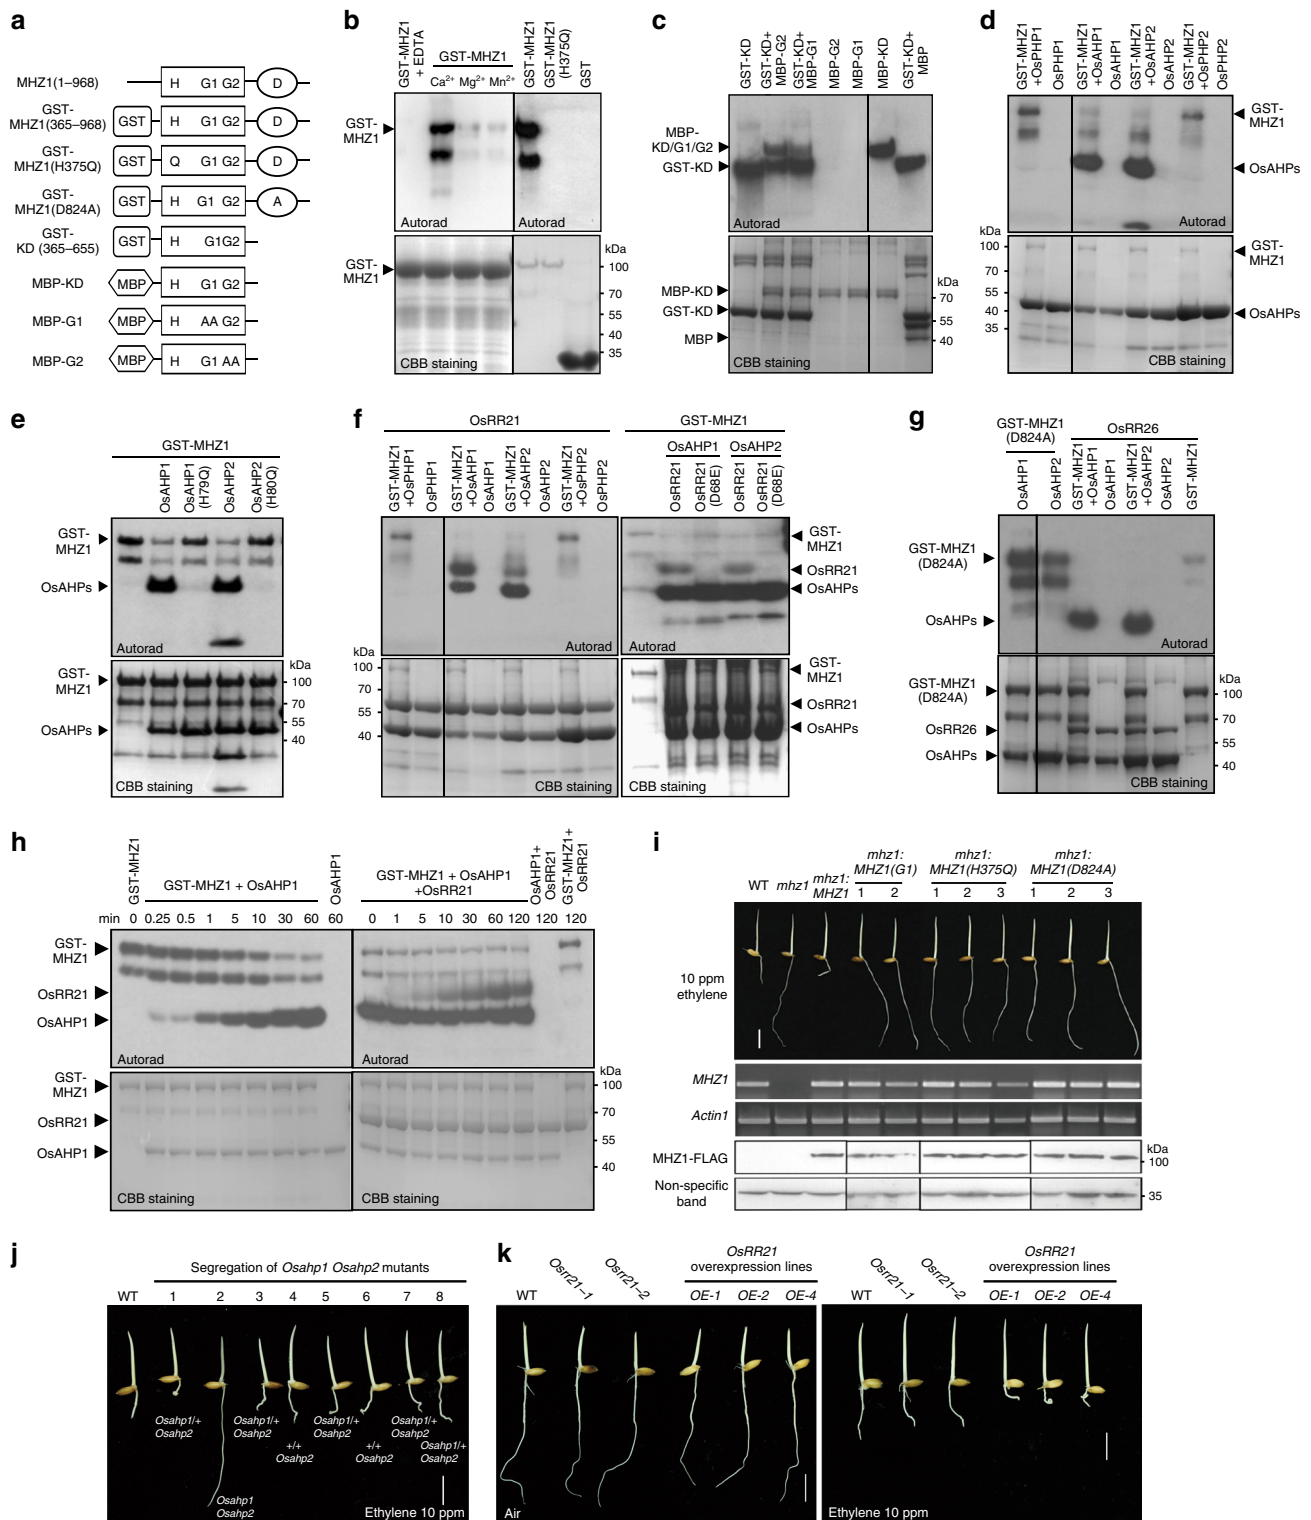 a
MHZ1(1–968)
H G1 G2 D
GST-
MHZ1(365–968)
GST H G1 G2 D
GST-
MHZ1(H375Q)
GST Q G1 G2 D
GST-
MHZ1(D824A)
GST H G1 G2 A
GST-
KD (365–655)
GST H G1G2
MBP-KD
MBP H G1 G2
MBP-G1
MBP H AA G2
MBP-G2
MBP H G1 AA
b
GST-MHZ1
+ EDTA
GST-MHZ1
Ca2+ Mg2+ Mn2+
GST-MHZ1
GST-MHZ1
(H375Q)
GST
GST-
MHZ1
Autorad
Autorad
GST-
MHZ1
CBB staining
kDa
100
70
55
40
35
c
GST-KD
GST-KD+
MBP-G2
GST-KD+
MBP-G1
MBP-G2
MBP-G1
MBP-KD
GST-KD+
MBP
MBP-
KD/G1/G2
GST-KD
Autorad
MBP-KD
GST-KD
MBP
CBB staining
kDa
70
55
40
d
GST-MHZ1
+OsPHP1
OsPHP1
GST-MHZ1
+OsAHP1
OsAHP1
GST-MHZ1
+OsAHP2
OsAHP2
GST-MHZ1
+OsPHP2
OsPHP2
GST-
MHZ1
OsAHPs
Autorad
kDa
100
70
55
40
35
GST-
MHZ1
OsAHPs
CBB staining
e
GST-MHZ1
OsAHP1
OsAHP1
(H79Q)
OsAHP2
OsAHP2
(H80Q)
GST-
MHZ1
OsAHPs
Autorad
GST-
MHZ1
OsAHPs
CBB staining
kDa
100
70
55
40
f
OsRR21
GST-MHZ1
+OsPHP1
OsPHP1
GST-MHZ1
+OsAHP1
OsAHP1
GST-MHZ1
+OsAHP2
OsAHP2
GST-MHZ1
+OsPHP2
OsPHP2
Autorad
kDa
100
70
55
40
CBB staining
GST-MHZ1
OsAHP1 OsAHP2
OsRR21
OsRR21
(D68E)
OsRR21
OsRR21
(D68E)
GST-
MHZ1
OsRR21
OsAHPs
Autorad
GST-
MHZ1
OsRR21
OsAHPs
CBB staining
g
GST-MHZ1
(D824A)
OsRR26
OsAHP1
OsAHP2
GST-MHZ1
+OsAHP1
OsAHP1
GST-MHZ1
+OsAHP2
OsAHP2
GST-MHZ1
GST-MHZ1
(D824A)
OsAHPs
Autorad
GST-MHZ1
(D824A)
OsRR26
OsAHPs
CBB staining
kDa
100
70
55
40
h
GST-MHZ1
GST-MHZ1 + OsAHP1
OsAHP1
GST-MHZ1 + OsAHP1
+OsRR21
OsAHP1+
OsRR21
GST-MHZ1+
OsRR21
min 0 0.25 0.5 1 5 10 30 60 60 0 1 5 10 30 60 120 120 120
GST-
MHZ1
OsRR21
OsAHP1
Autorad
Autorad
GST-
MHZ1
OsRR21
OsAHP1
CBB staining
CBB staining
kDa
100
70
55
40
i
WT
mhz1
mhz1:
MHZ1
mhz1:
MHZ1(G1)
mhz1:
MHZ1(H375Q)
mhz1:
MHZ1(D824A)
1 2 1 2 3 1 2 3
10 ppm
ethylene
MHZ1
Actin1
MHZ1-FLAG
kDa
100
Non-specific
band
35
j
Segregation of Osahp1 Osahp2 mutants
WT 1 2 3 4 5 6 7 8
Osahp1/+
Osahp2
Osahp1
Osahp2
Osahp1/+
Osahp2
+/+
Osahp2
Osahp1/+
Osahp2
+/+
Osahp2
Osahp1/+
Osahp2
Osahp1/+
Osahp2
Ethylene 10 ppm
k
WT
Osrr21–1
Osrr21–2
OsRR21
overexpression lines
OE-1 OE-2 OE-4
Air
WT
Osrr21–1
Osrr21–2
OsRR21
overexpression lines
OE-1 OE-2 OE-4
Ethylene 10 ppm